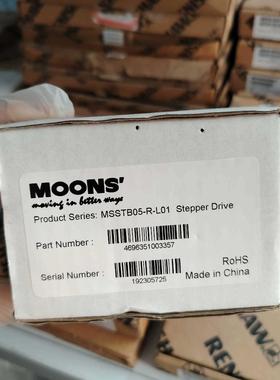 MOONS'
moving in better ways
Product Series: MSSTB05-R-L01 Stepper Drive
Part Number :
4696351003357
Serial Number :
192305725
RoHS
Made in China